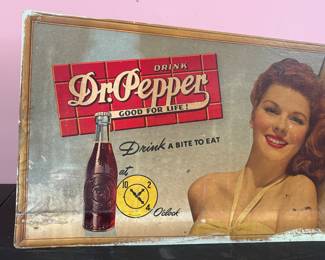 DRINK
Dr.Pepper
GOOD FOR LIFE!
Drink A BITE TO EAT
at
10 2
4
O'clock